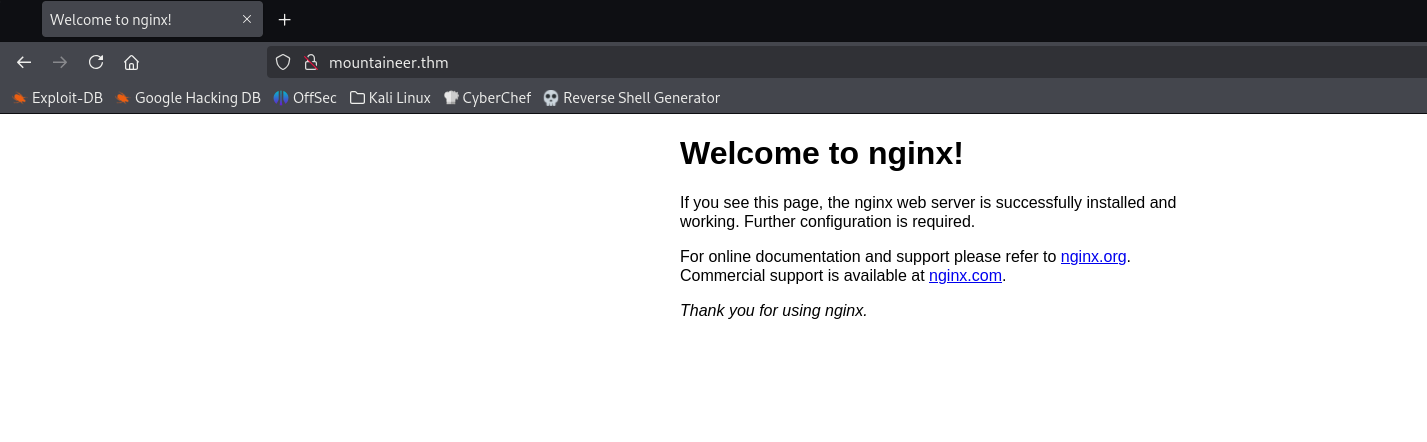 Welcome to nginx!
mountaineer.thm
Exploit-DB Google Hacking DB OffSec Kali Linux CyberChef Reverse Shell Generator
Welcome to nginx!
If you see this page, the nginx web server is successfully installed and
working. Further configuration is required.
For online documentation and support please refer to nginx.org.
Commercial support is available at nginx.com.
Thank you for using nginx.